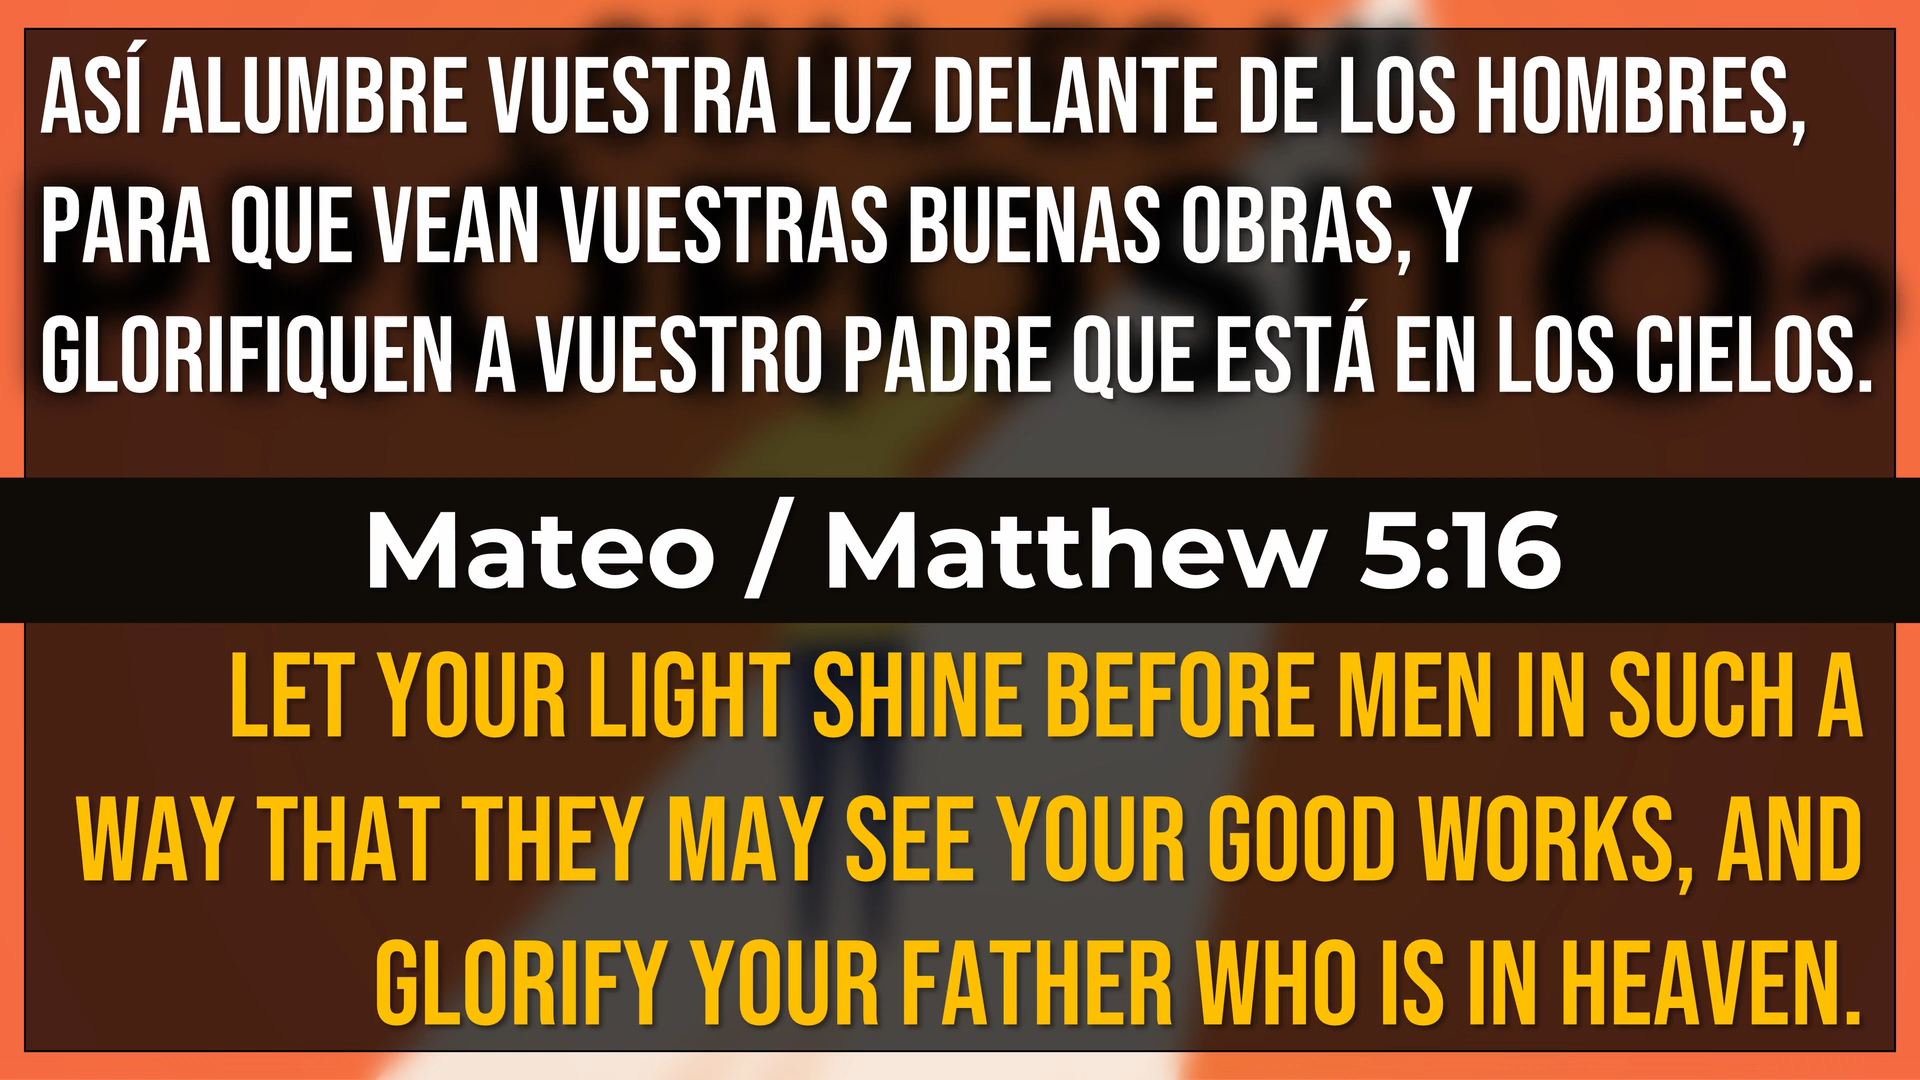 ASÍ ALUMBRE VUESTRA LUZ DELANTE DE LOS HOMBRES,
PARA QUE VEAN VUESTRAS BUENAS OBRAS, Y
GLORIFIQUEN A VUESTRO PADRE QUE ESTÁ EN LOS CIELOS.
Mateo / Matthew 5:16
LET YOUR LIGHT SHINE BEFORE MEN IN SUCH A
WAY THAT THEY MAY SEE YOUR GOOD WORKS, AND
GLORIFY YOUR FATHER WHO IS IN HEAVEN.